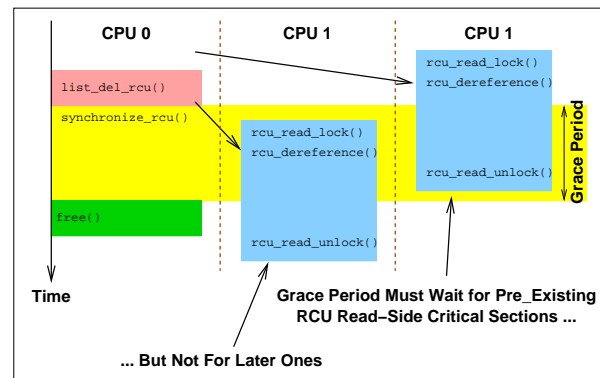 CPU 0
CPU 1
CPU 1
list_del_rcu()
synchronize_rcu()
free()
Time
rcu_read_lock()
rcu_dereference()
rcu_read_unlock()
rcu_read_lock()
rcu_dereference()
rcu_read_unlock()
Grace Period
Grace Period Must Wait for Pre_Existing
RCU Read−Side Critical Sections ...
... But Not For Later Ones